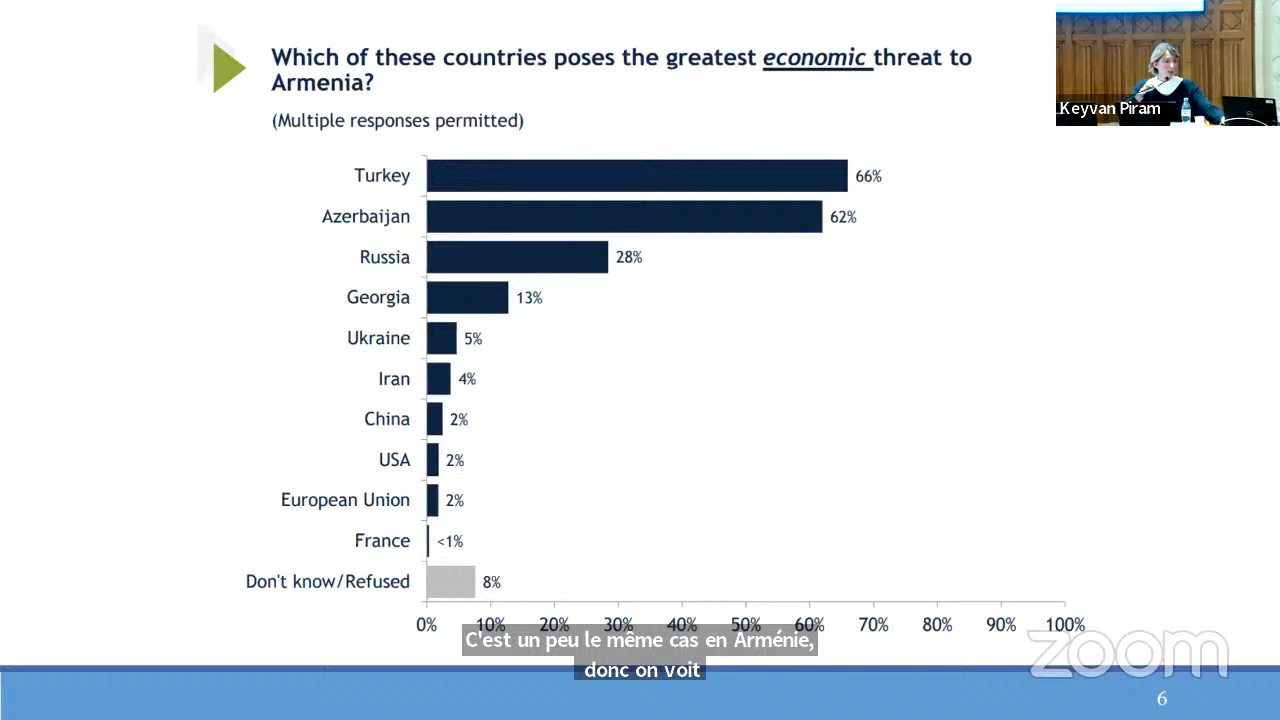 Which of these countries poses the greatest economic threat to
Armenia?
(Multiple responses permitted)
Keyvan Piram
Turkey 66%
Azerbaijan 62%
Russia 28%
Georgia 13%
Ukraine 5%
Iran 4%
China 2%
USA 2%
European Union 2%
France <1%
Don't know/Refused 8%
0% 10% 20% 30% 40% 50% 60% 70% 80% 90% 100%
C'est un peu le même cas en Arménie,
donc on voit
zoom
6